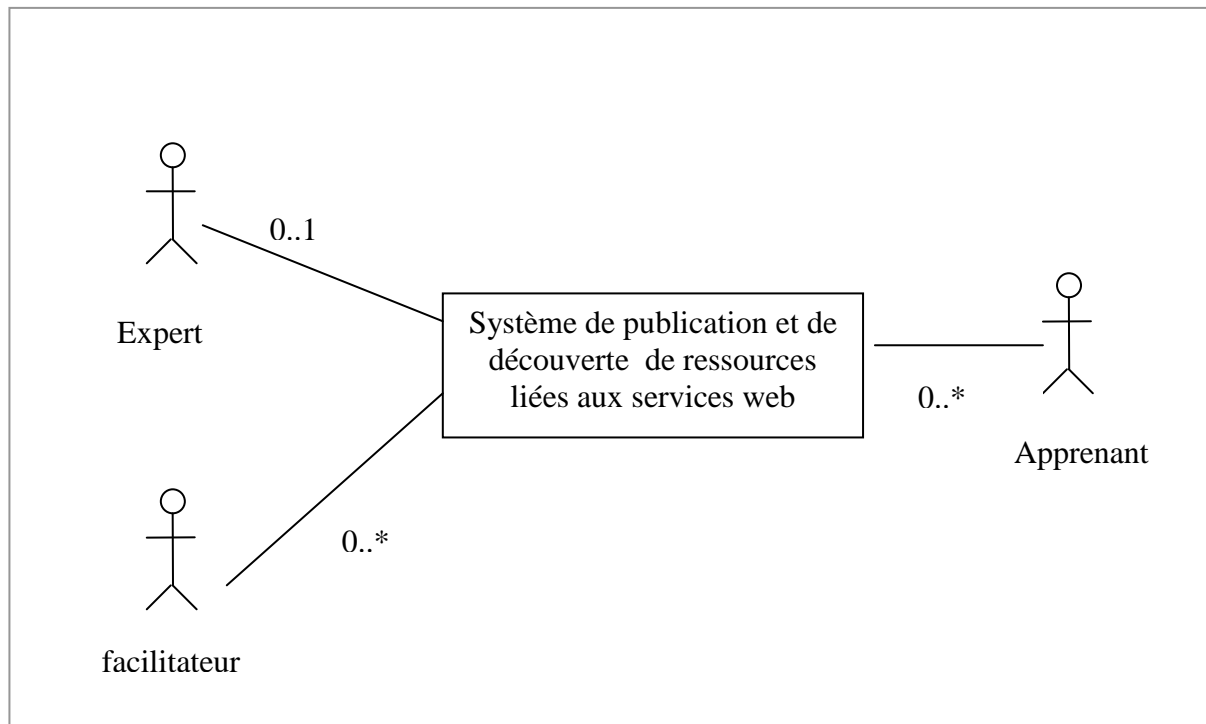 0..1
Expert
Système de publication et de
découverte de ressources
liées aux services web
0..*
Apprenant
0..*
facilitateur